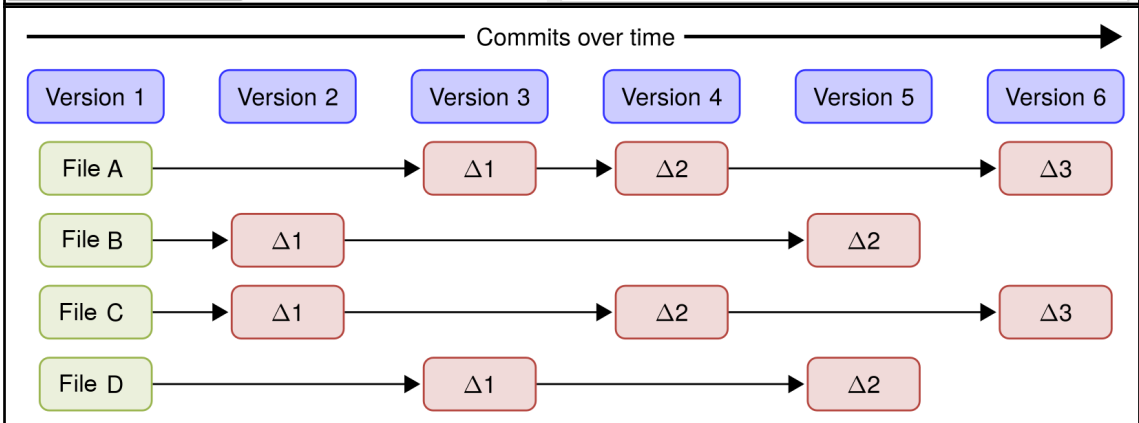 Commits over time
Version 1 Version 2 Version 3 Version 4 Version 5 Version 6
File A Δ1 Δ2 Δ3
File B Δ1 Δ2
File C Δ1 Δ2 Δ3
File D Δ1 Δ2